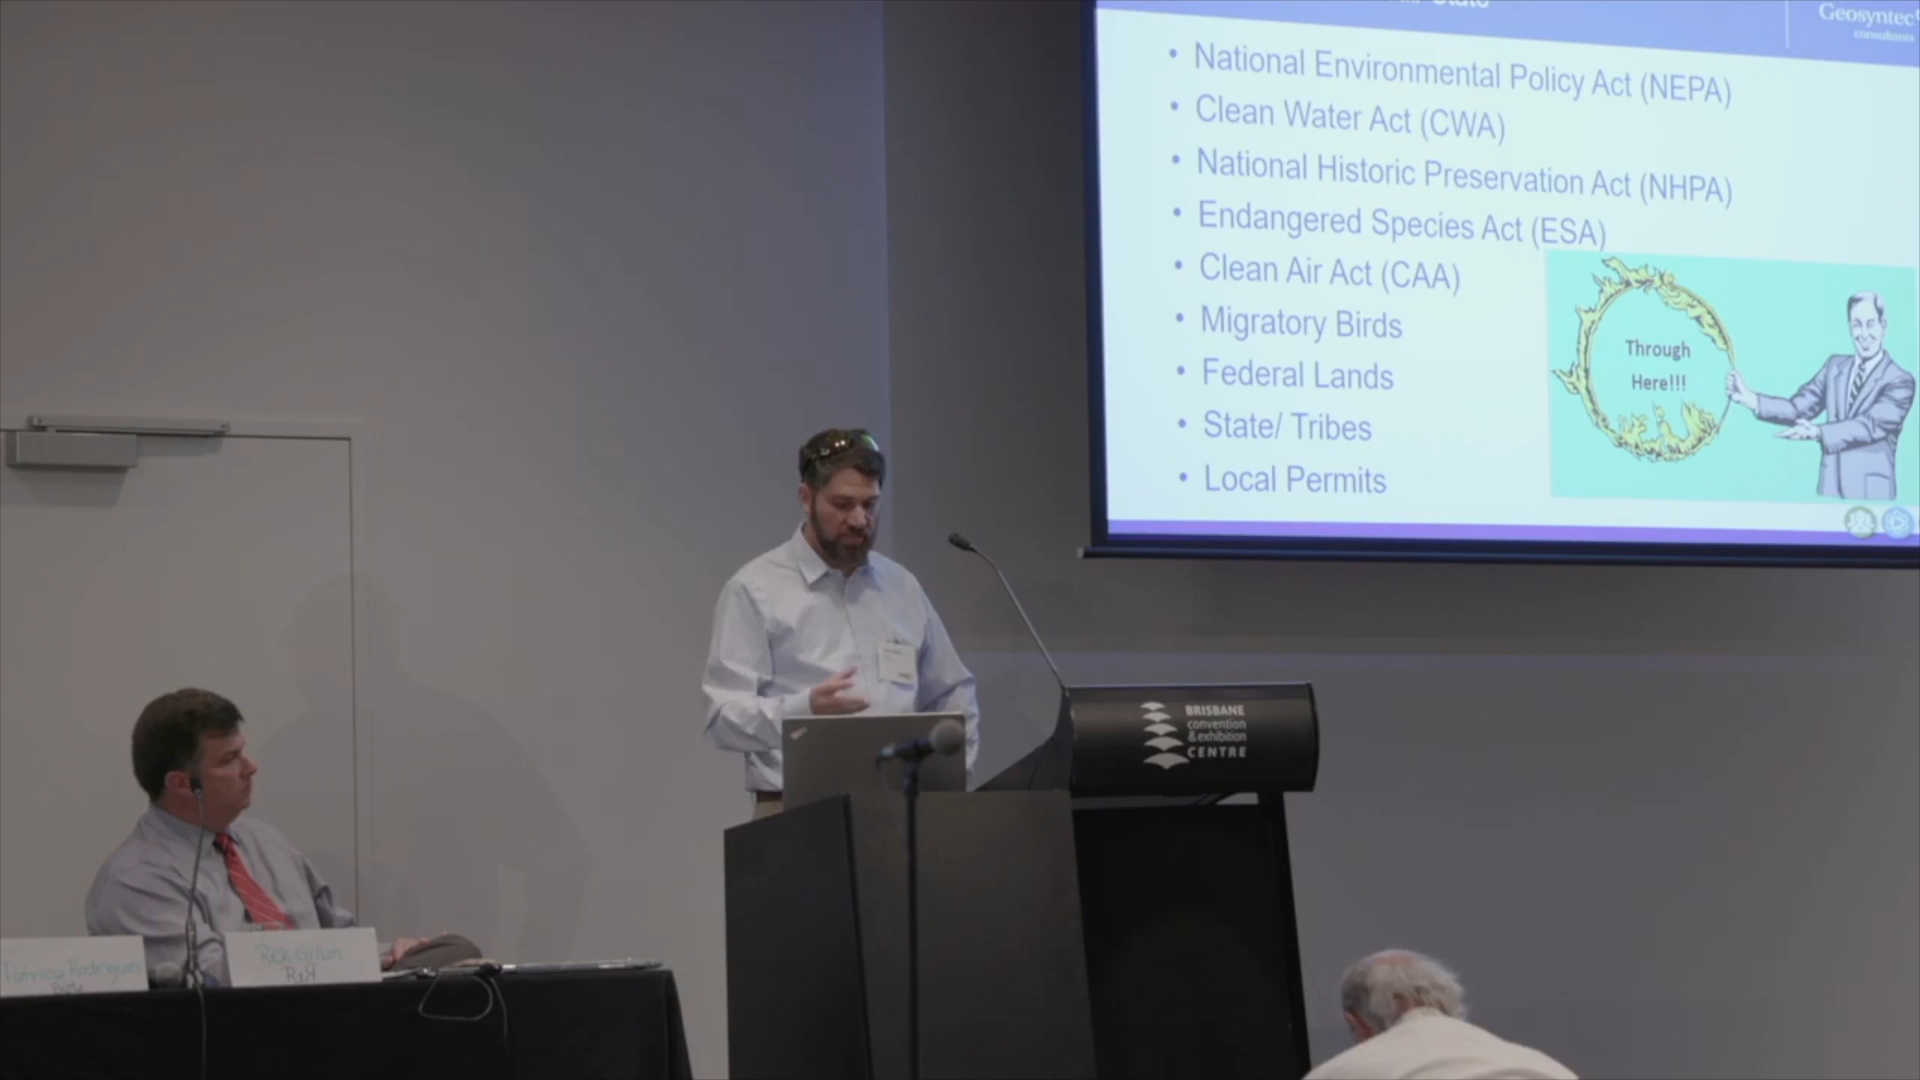 State
Geosyntec
consultants
• National Environmental Policy Act (NEPA)
• Clean Water Act (CWA)
• National Historic Preservation Act (NHPA)
• Endangered Species Act (ESA)
• Clean Air Act (CAA)
• Migratory Birds
• Federal Lands
• State/ Tribes
• Local Permits
Through
Here!!!
BRISBANE
convention
& exhibition
CENTRE
Patricia Rodrigues
Rick Gillan